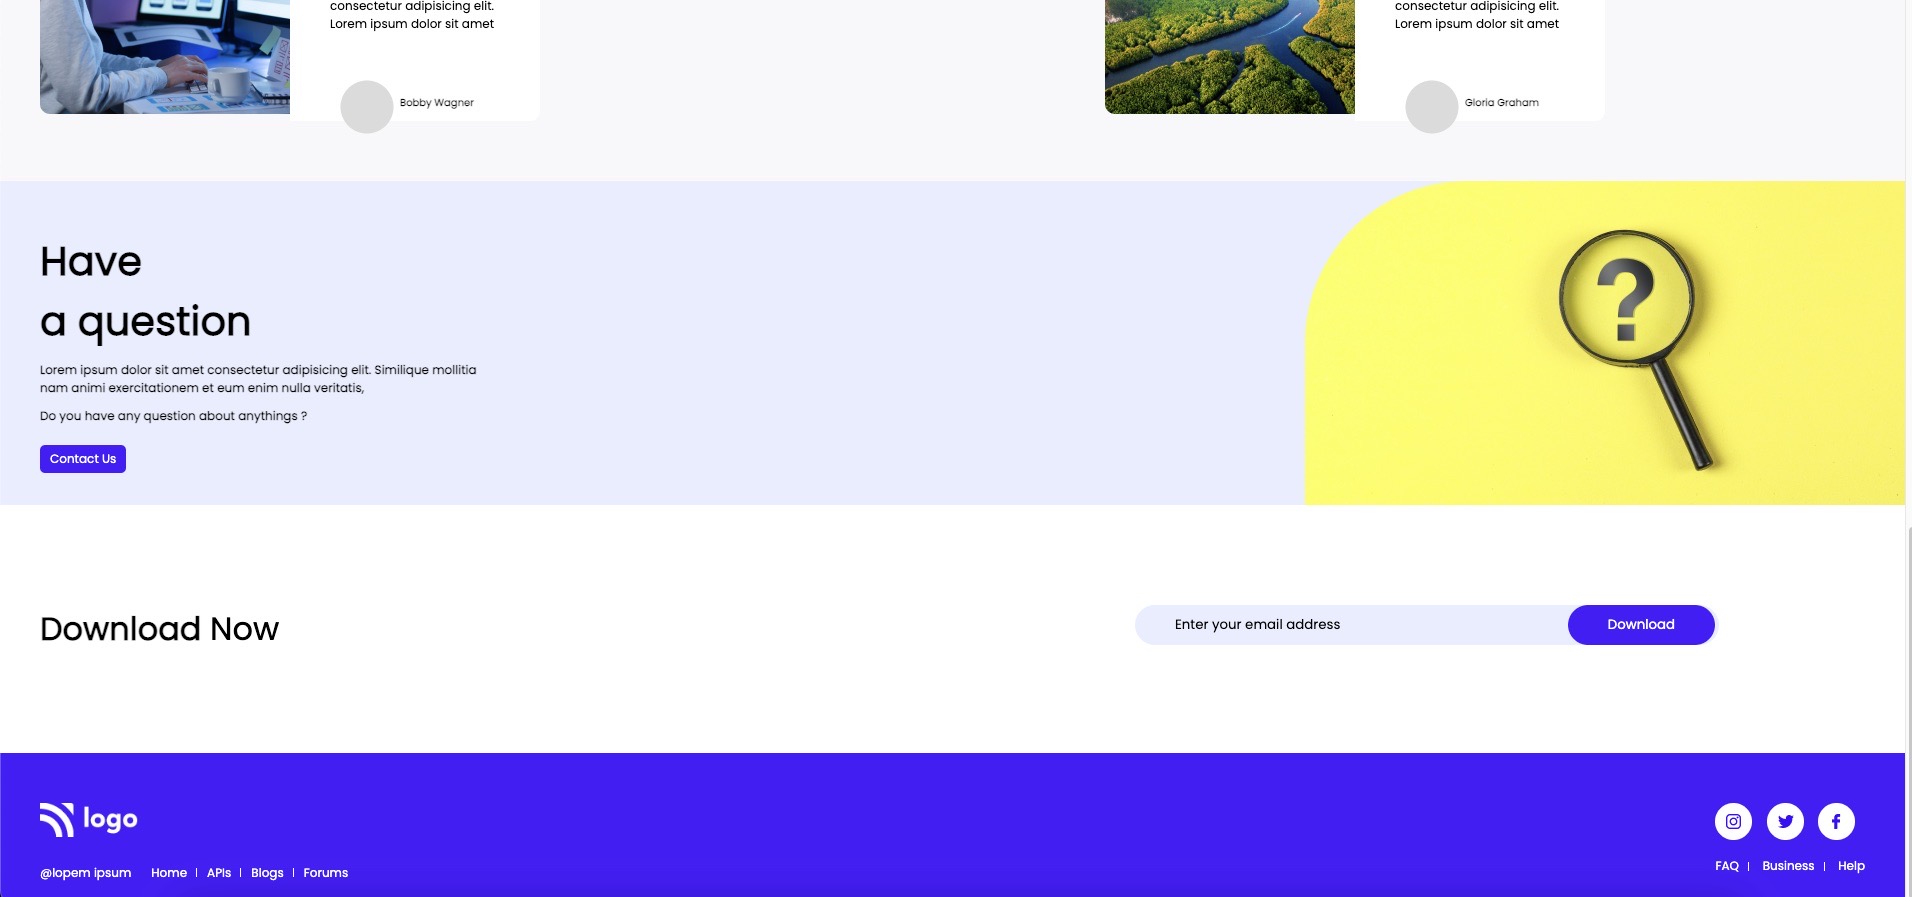 consectetur adipisicing elit.
Lorem ipsum dolor sit amet
Bobby Wagner
consectetur adipisicing elit.
Lorem ipsum dolor sit amet
Gloria Graham
Have
a question
Lorem ipsum dolor sit amet consectetur adipisicing elit. Similique mollitia
nam animi exercitationem et eum enim nulla veritatis,
Do you have any question about anythings ?
Contact Us
?
Download Now
Enter your email address
Download
logo
@lopem ipsum Home | APIs | Blogs | Forums
FAQ | Business | Help